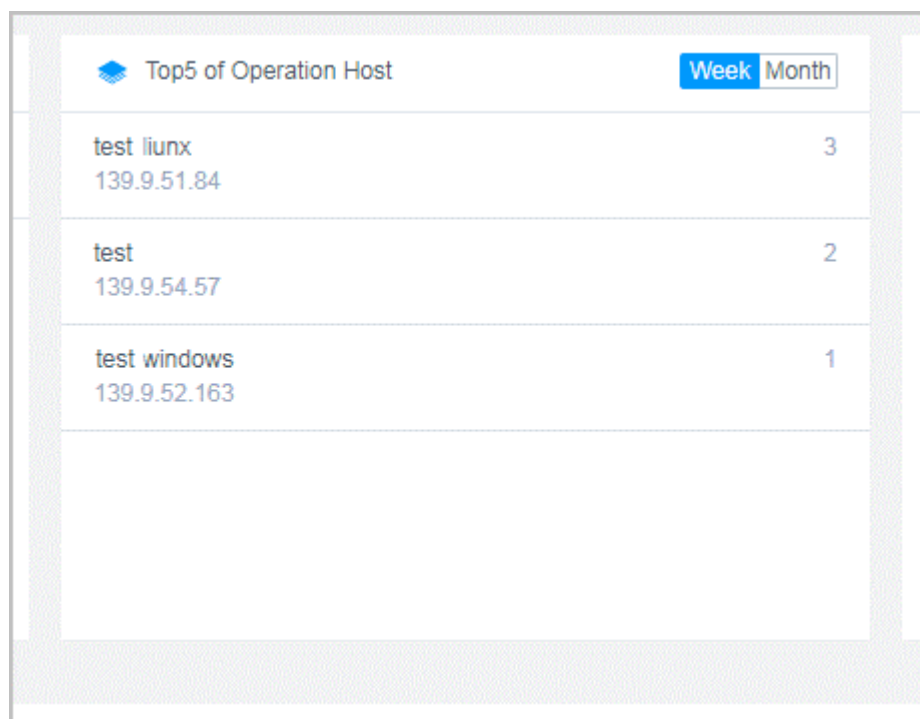 Top5 of Operation Host Week Month
test liunx 3
139.9.51.84
test 2
139.9.54.57
test windows 1
139.9.52.163